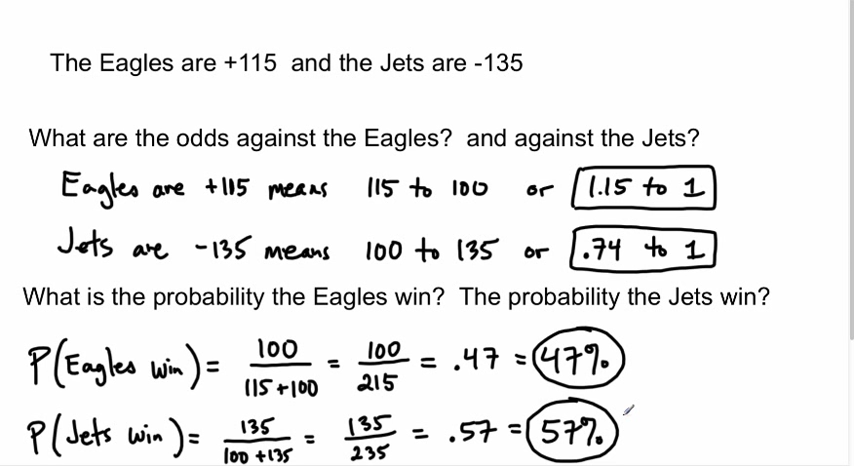 The Eagles are +115 and the Jets are -135
What are the odds against the Eagles? and against the Jets?
Eagles are +115 means 115 to 100 or 1.15 to 1
Jets are -135 means 100 to 135 or .74 to 1
What is the probability the Eagles win? The probability the Jets win?
P(Eagles win) = 100/(115+100) = 100/215 = .47 = 47%
P(Jets win) = 135/(100+135) = 135/235 = .57 = 57%